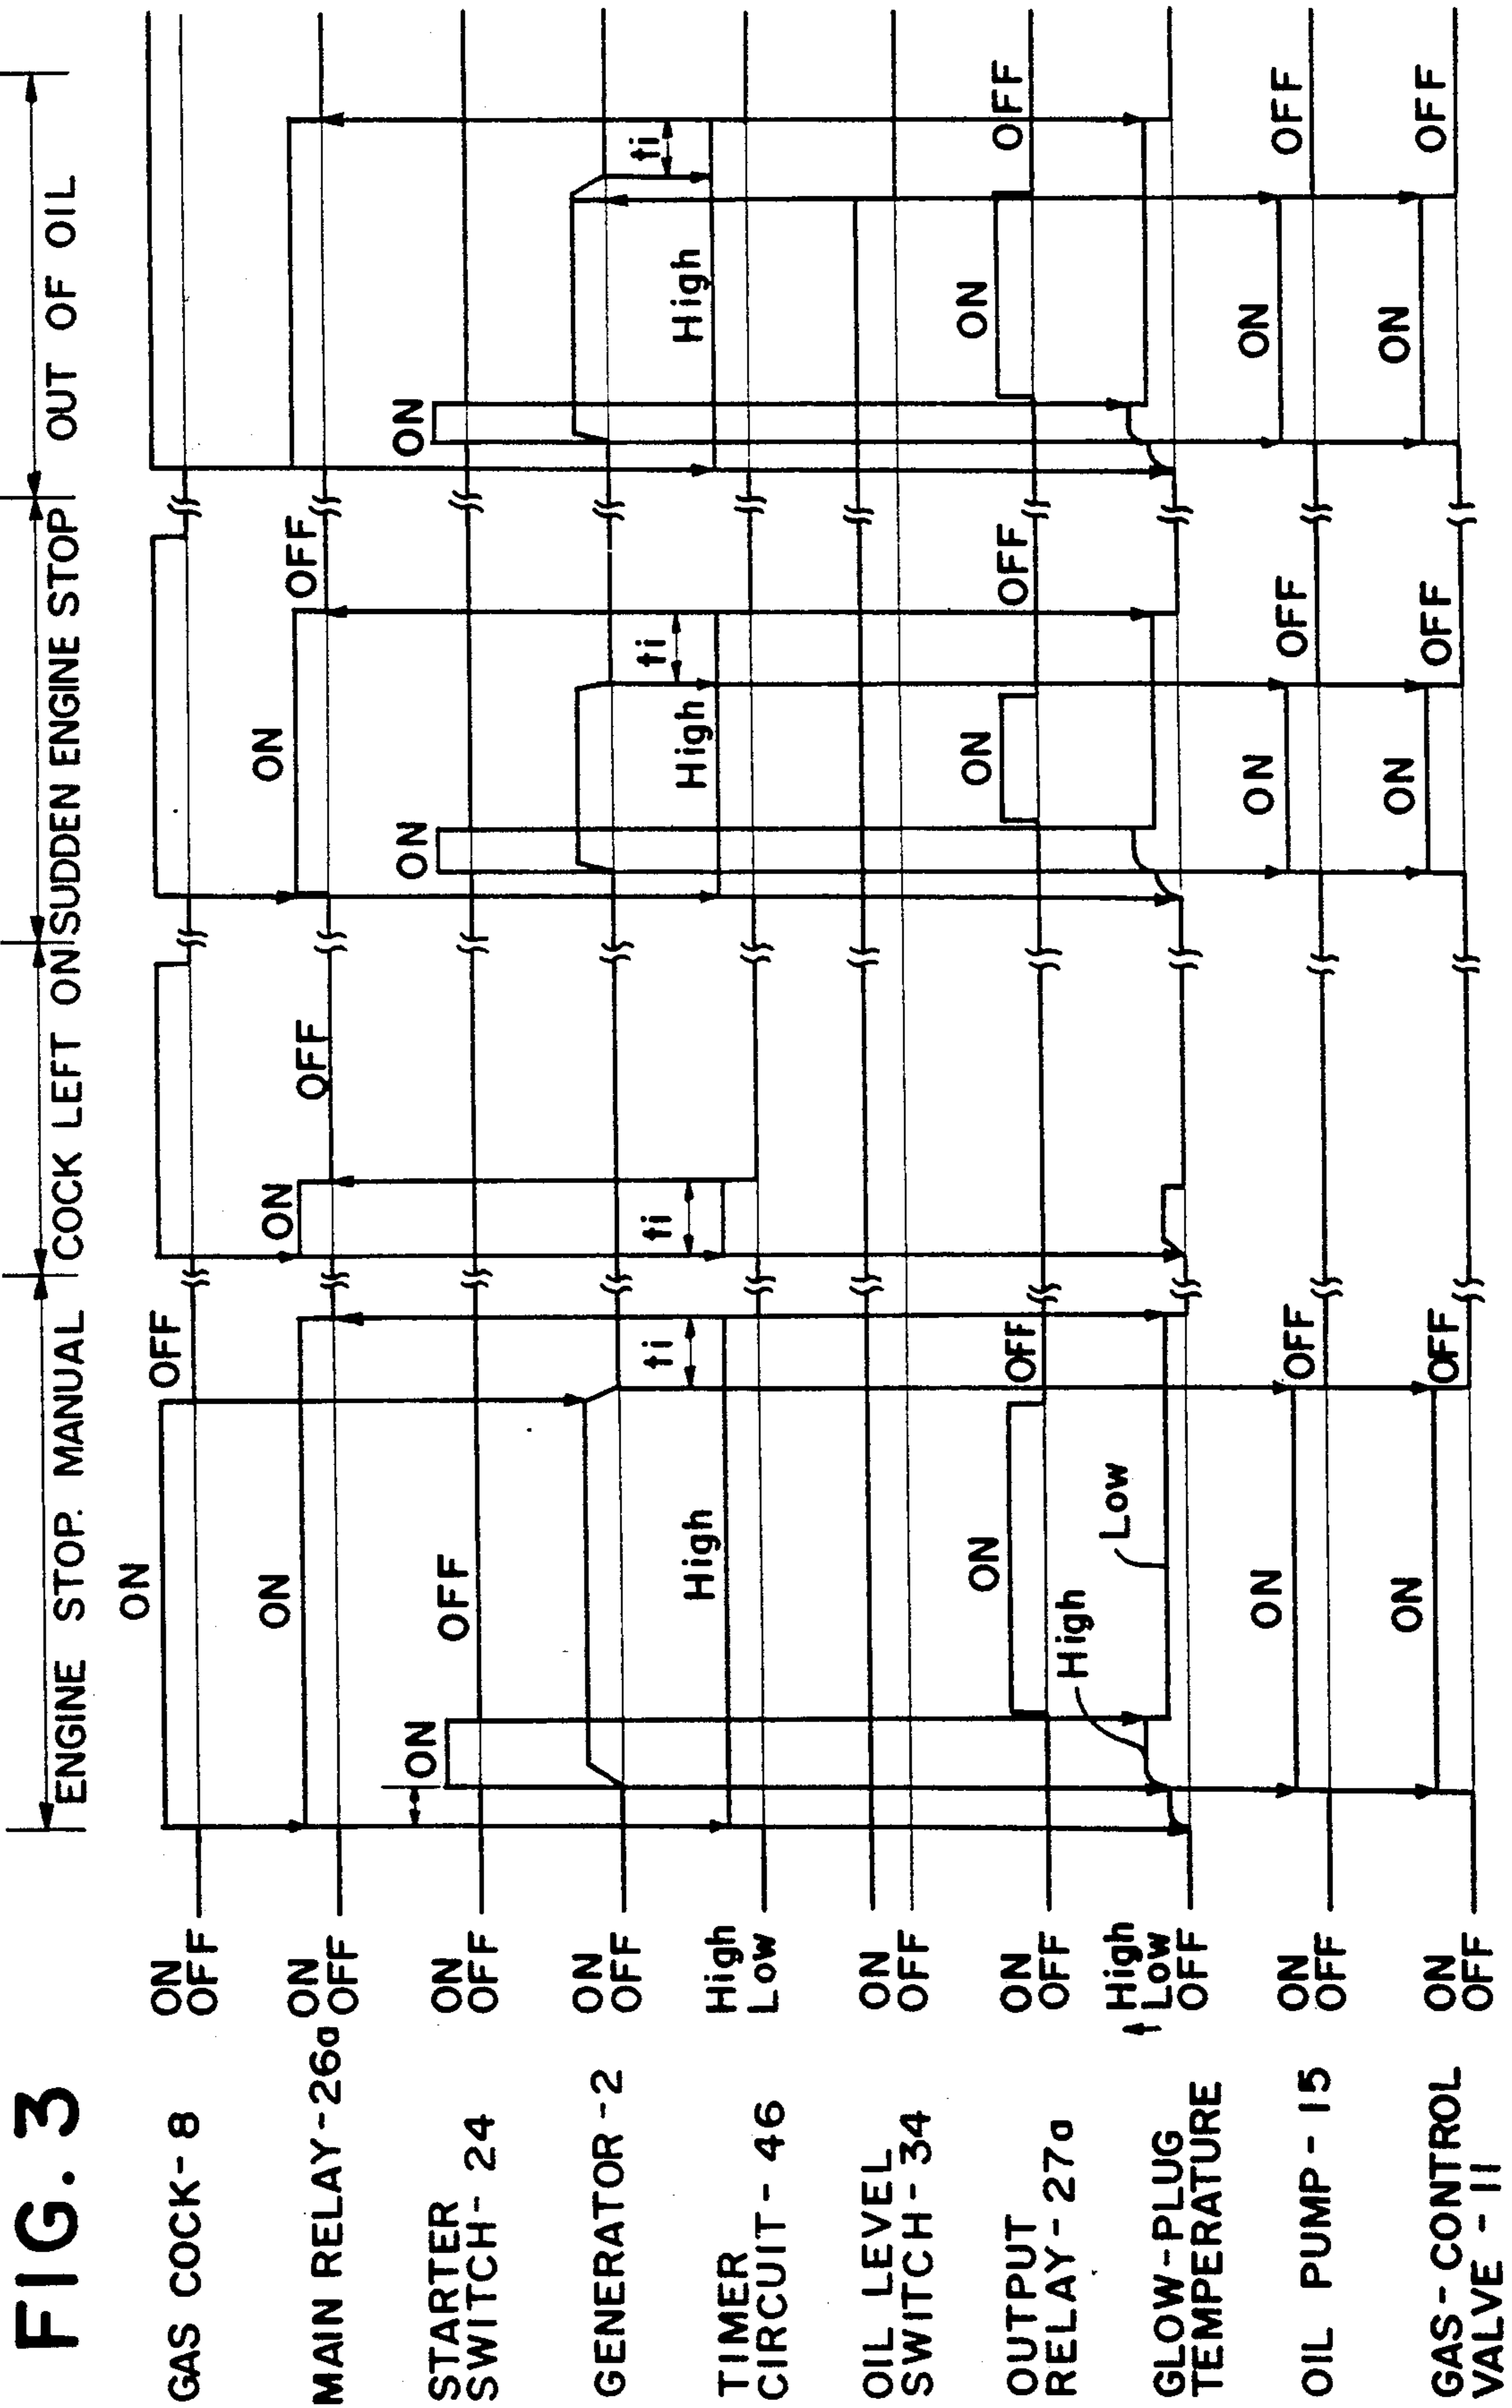 FIG. 3
ENGINE STOP. MANUAL
COCK LEFT ON
SUDDEN ENGINE STOP
OUT OF OIL
GAS COCK-8
ON
OFF
ON
OFF
MAIN RELAY-26a
ON
OFF
ON
ON
OFF
ON
OFF
STARTER
SWITCH-24
ON
OFF
ON
OFF
ON
ON
GENERATOR-2
ON
OFF
TIMER
CIRCUIT-46
High
Low
High
ti
ti
High
ti
High
ti
OIL LEVEL
SWITCH-34
ON
OFF
OUTPUT
RELAY-27a
ON
OFF
ON
OFF
ON
OFF
ON
OFF
GLOW-PLUG
TEMPERATURE
High
Low
OFF
High
Low
OIL PUMP-15
ON
OFF
ON
OFF
ON
OFF
ON
OFF
GAS-CONTROL
VALVE-11
ON
OFF
ON
OFF
ON
OFF
ON
OFF